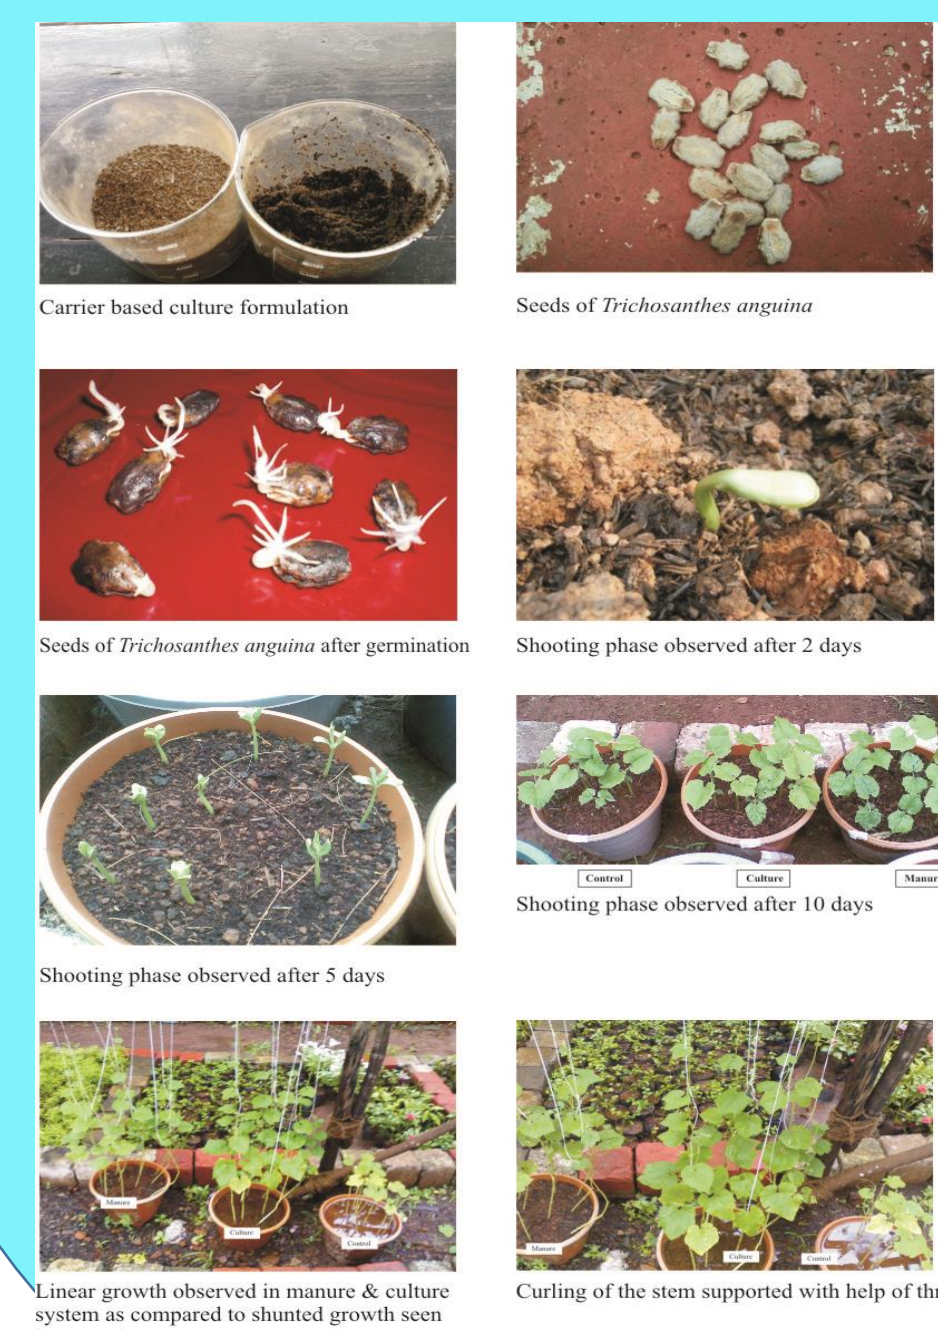 Carrier based culture formulation
Seeds of Trichosanthes anguina
Seeds of Trichosanthes anguina after germination
Shooting phase observed after 2 days
Control
Culture
Manur
Shooting phase observed after 10 days
Shooting phase observed after 5 days
Manure
Culture
Control
Manure
Culture
Control
Linear growth observed in manure & culture
system as compared to shunted growth seen
Curling of the stem supported with help of thr